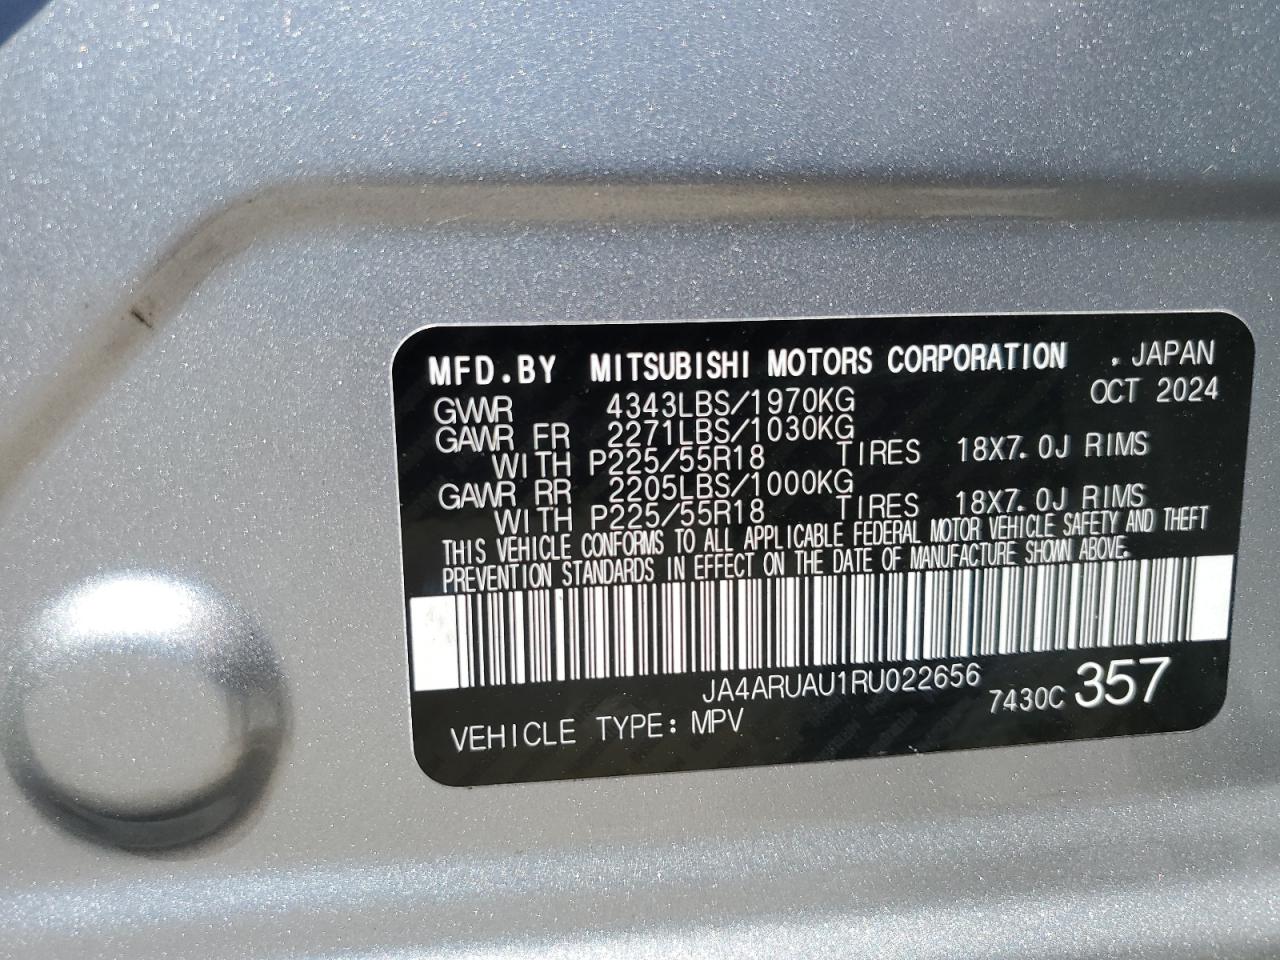 MFD.BY MITSUBISHI MOTORS CORPORATION . JAPAN
GVWR 4343LBS/1970KG OCT 2024
GAWR FR 2271LBS/1030KG
WITH P225/55R18 TIRES 18X7.0J RIMS
GAWR RR 2205LBS/1000KG
WITH P225/55R18 TIRES 18X7.0J RIMS
THIS VEHICLE CONFORMS TO ALL APPLICABLE FEDERAL MOTOR VEHICLE SAFETY AND THEFT
PREVENTION STANDARDS IN EFFECT ON THE DATE OF MANUFACTURE SHOWN ABOVE.
JA4ARUAU1RU022656
7430C 357
VEHICLE TYPE: MPV